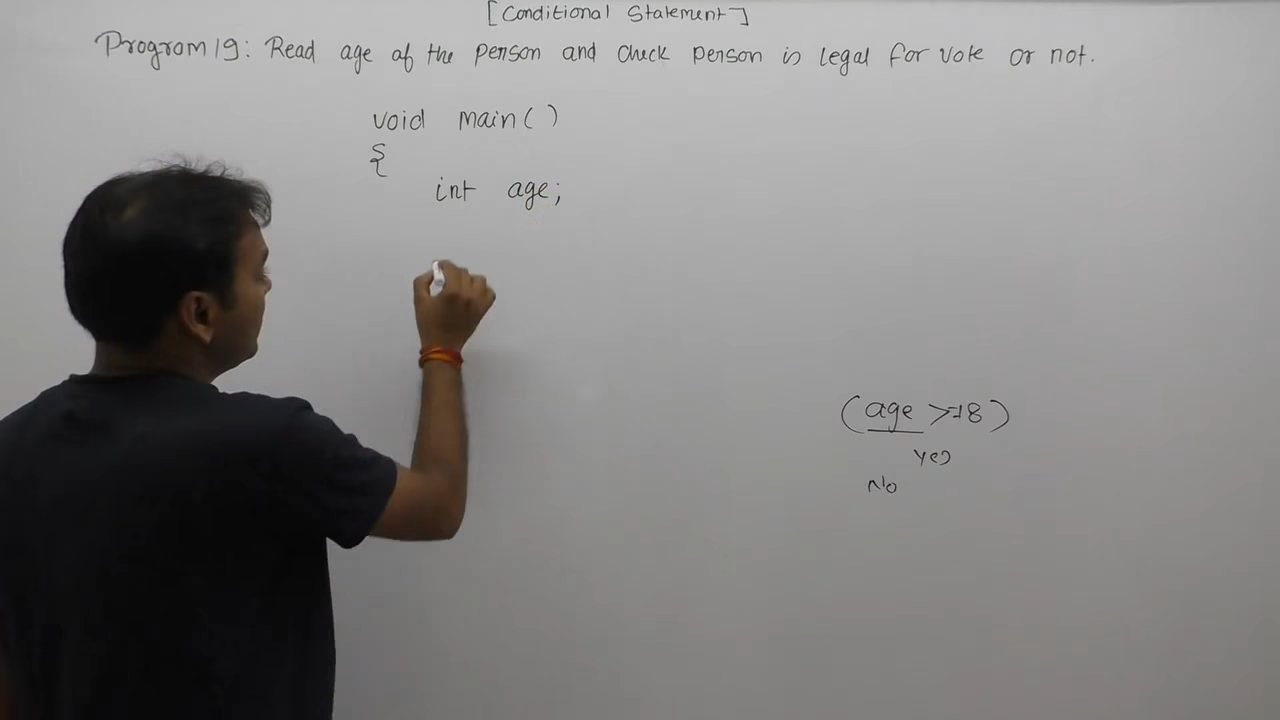 [Conditional Statement]
Program 19: Read age of the person and check person is legal for vote or not.
void main( )
{
int age;
(age >=18)
yes
No